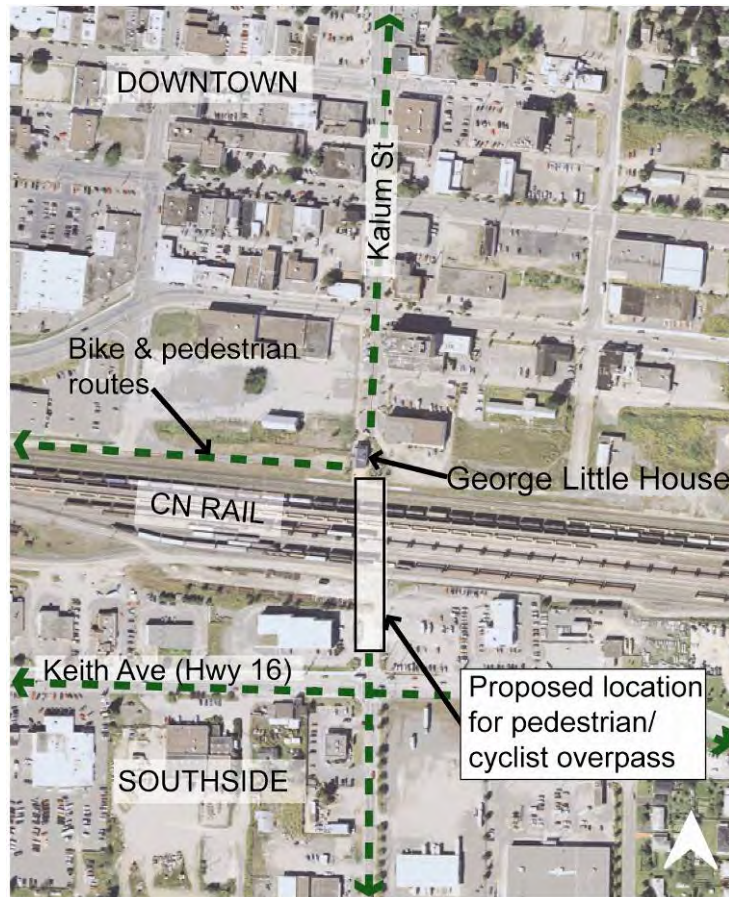 DOWNTOWN
Kalum St
Bike & pedestrian
routes
George Little House
CN RAIL
Keith Ave (Hwy 16)
Proposed location
for pedestrian/
cyclist overpass
SOUTHSIDE